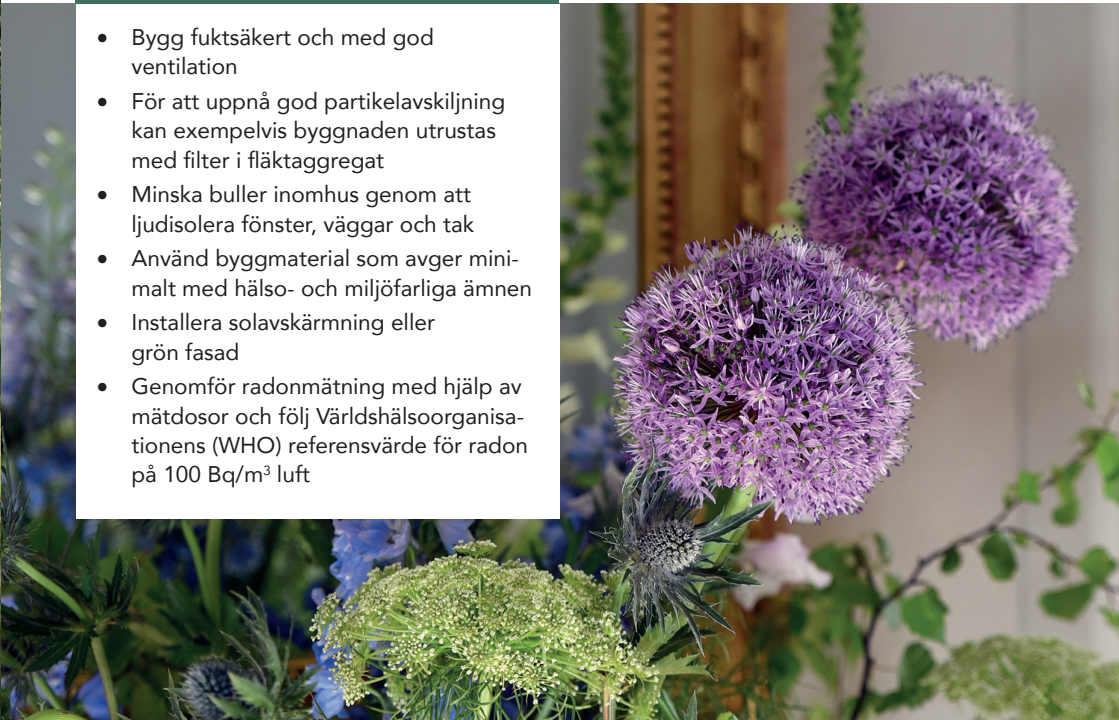 • Bygg fuktsäkert och med god
ventilation
• För att uppnå god partikelavskiljning
kan exempelvis byggnaden utrustas
med filter i fläktaggregat
• Minska buller inomhus genom att
ljudisolera fönster, väggar och tak
• Använd byggmaterial som avger mini-
malt med hälso- och miljöfarliga ämnen
• Installera solavskärmning eller
grön fasad
• Genomför radonmätning med hjälp av
mätdosor och följ Världshälsoorganisa-
tionens (WHO) referensvärde för radon
på 100 Bq/m³ luft